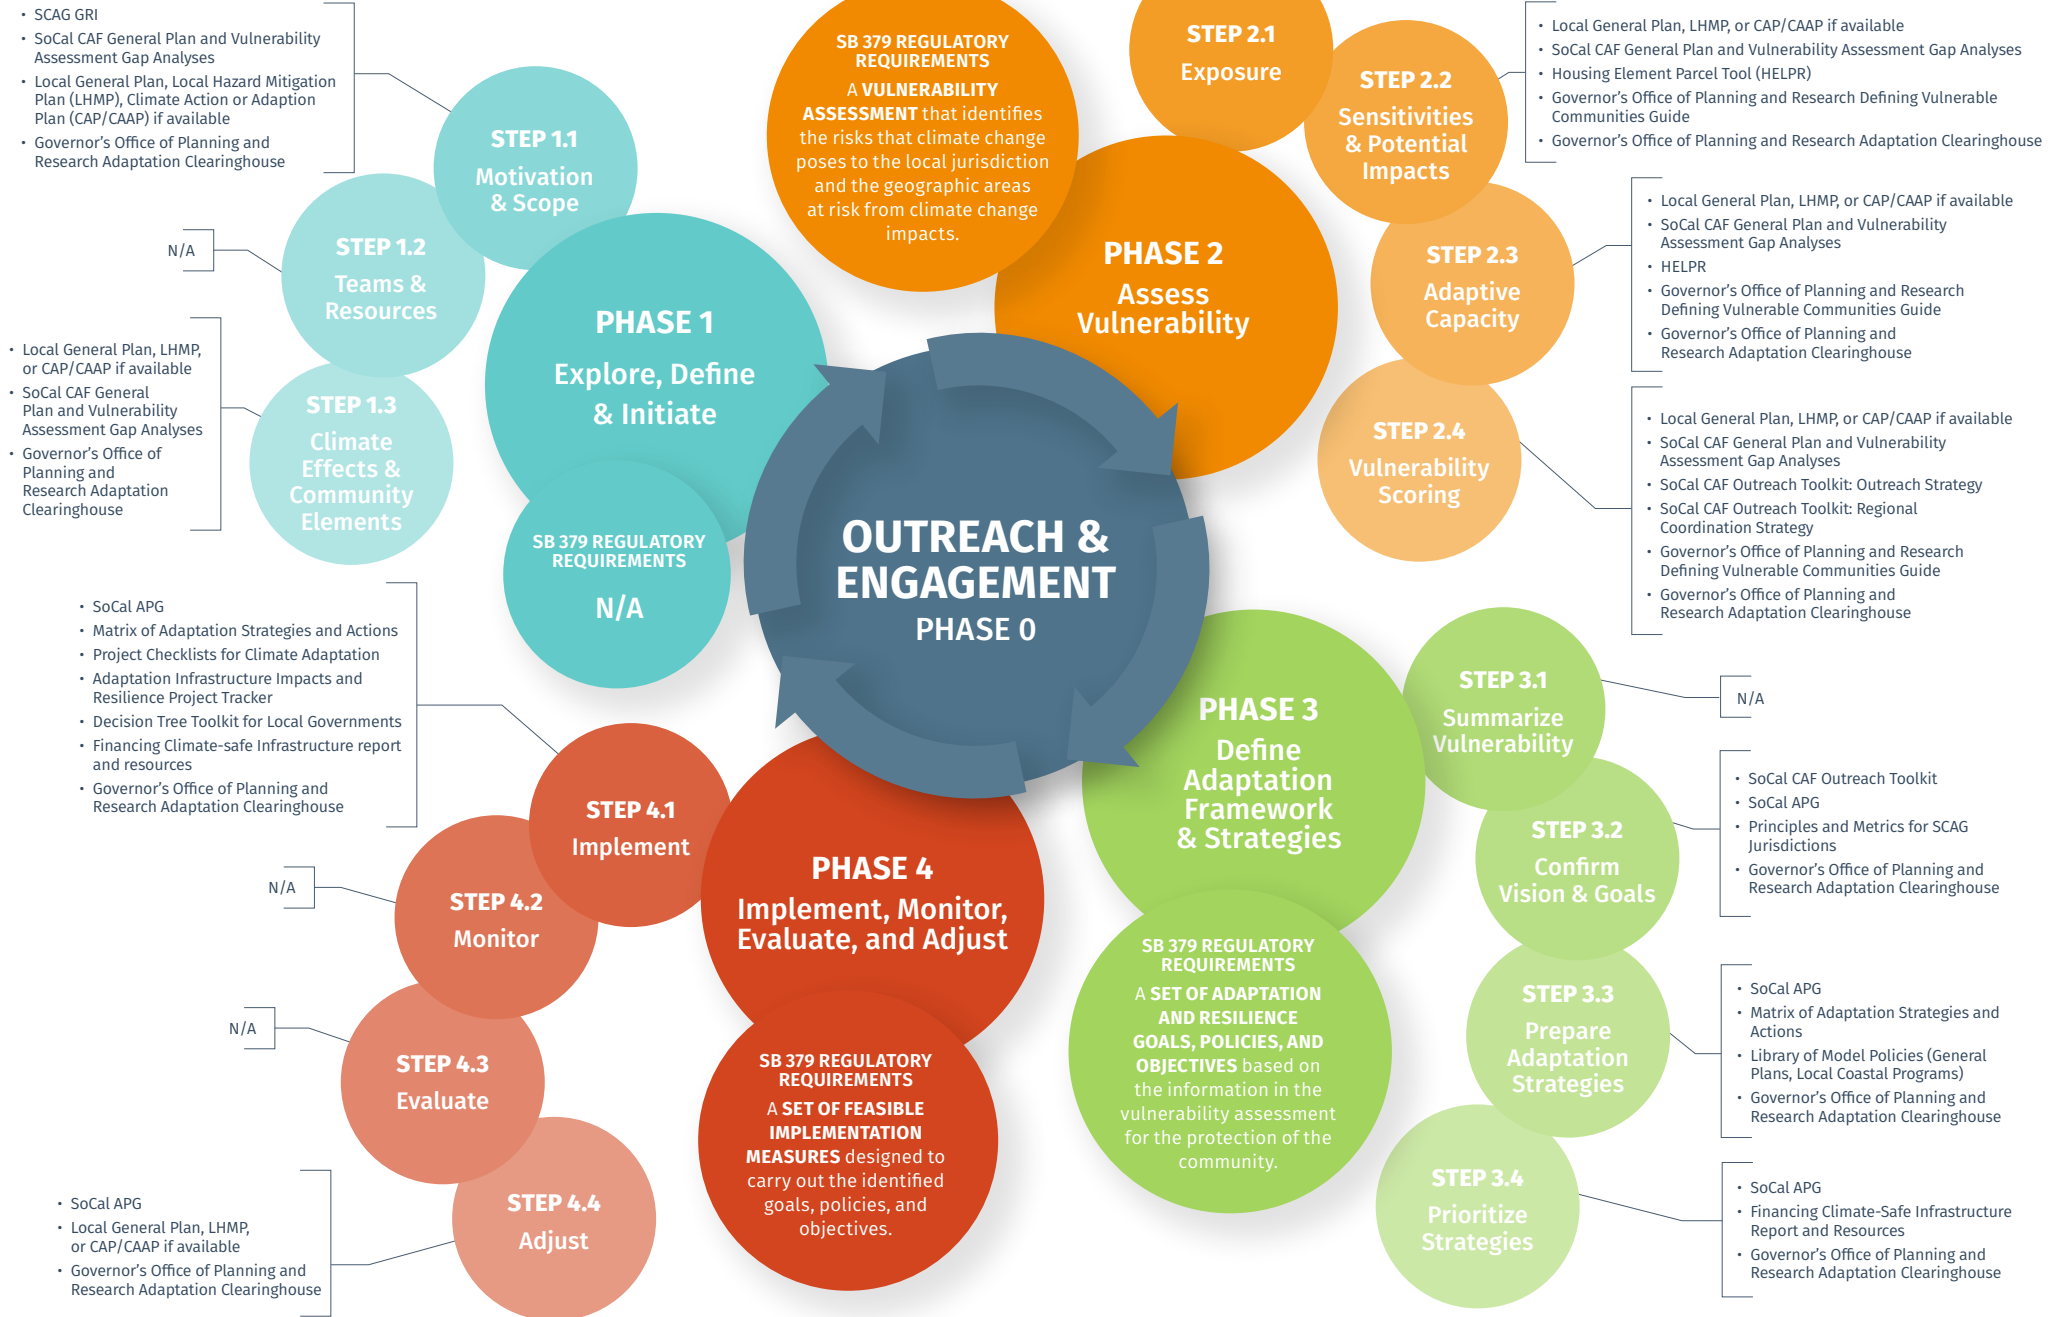 • SCAG GRI
• SoCal CAF General Plan and Vulnerability
Assessment Gap Analyses
• Local General Plan, Local Hazard Mitigation
Plan (LHMP), Climate Action or Adaption
Plan (CAP/CAAP) if available
• Governor’s Office of Planning and
Research Adaptation Clearinghouse
STEP 1.1
Motivation
& Scope
N/A
STEP 1.2
Teams &
Resources
• Local General Plan, LHMP,
or CAP/CAAP if available
• SoCal CAF General
Plan and Vulnerability
Assessment Gap Analyses
• Governor’s Office of
Planning and
Research Adaptation
Clearinghouse
STEP 1.3
Climate
Effects &
Community
Elements
PHASE 1
Explore, Define
& Initiate
SB 379 REGULATORY
REQUIREMENTS
N/A
SB 379 REGULATORY
REQUIREMENTS
A VULNERABILITY
ASSESSMENT that identifies
the risks that climate change
poses to the local jurisdiction
and the geographic areas
at risk from climate change
impacts.
PHASE 2
Assess
Vulnerability
STEP 2.1
Exposure
STEP 2.2
Sensitivities
& Potential
Impacts
• Local General Plan, LHMP, or CAP/CAAP if available
• SoCal CAF General Plan and Vulnerability Assessment Gap Analyses
• Housing Element Parcel Tool (HELPR)
• Governor’s Office of Planning and Research Defining Vulnerable
Communities Guide
• Governor’s Office of Planning and Research Adaptation Clearinghouse
STEP 2.3
Adaptive
Capacity
• Local General Plan, LHMP, or CAP/CAAP if available
• SoCal CAF General Plan and Vulnerability
Assessment Gap Analyses
• HELPR
• Governor’s Office of Planning and Research
Defining Vulnerable Communities Guide
• Governor’s Office of Planning and
Research Adaptation Clearinghouse
STEP 2.4
Vulnerability
Scoring
• Local General Plan, LHMP, or CAP/CAAP if available
• SoCal CAF General Plan and Vulnerability
Assessment Gap Analyses
• SoCal CAF Outreach Toolkit: Outreach Strategy
• SoCal CAF Outreach Toolkit: Regional
Coordination Strategy
• Governor’s Office of Planning and Research
Defining Vulnerable Communities Guide
• Governor’s Office of Planning and
Research Adaptation Clearinghouse
OUTREACH &
ENGAGEMENT
PHASE 0
PHASE 3
Define
Adaptation
Framework
& Strategies
SB 379 REGULATORY
REQUIREMENTS
A SET OF ADAPTATION
AND RESILIENCE
GOALS, POLICIES, AND
OBJECTIVES based on
the information in the
vulnerability assessment
for the protection of the
community.
STEP 3.1
Summarize
Vulnerability
N/A
STEP 3.2
Confirm
Vision & Goals
• SoCal CAF Outreach Toolkit
• SoCal APG
• Principles and Metrics for SCAG
Jurisdictions
• Governor’s Office of Planning and
Research Adaptation Clearinghouse
STEP 3.3
Prepare
Adaptation
Strategies
• SoCal APG
• Matrix of Adaptation Strategies and
Actions
• Library of Model Policies (General
Plans, Local Coastal Programs)
• Governor’s Office of Planning and
Research Adaptation Clearinghouse
STEP 3.4
Prioritize
Strategies
• SoCal APG
• Financing Climate-Safe Infrastructure
Report and Resources
• Governor’s Office of Planning and
Research Adaptation Clearinghouse
PHASE 4
Implement, Monitor,
Evaluate, and Adjust
SB 379 REGULATORY
REQUIREMENTS
A SET OF FEASIBLE
IMPLEMENTATION
MEASURES designed to
carry out the identified
goals, policies, and
objectives.
• SoCal APG
• Matrix of Adaptation Strategies and Actions
• Project Checklists for Climate Adaptation
• Adaptation Infrastructure Impacts and
Resilience Project Tracker
• Decision Tree Toolkit for Local Governments
• Financing Climate-safe Infrastructure report
and resources
• Governor’s Office of Planning and
Research Adaptation Clearinghouse
STEP 4.1
Implement
N/A
STEP 4.2
Monitor
N/A
STEP 4.3
Evaluate
• SoCal APG
• Local General Plan, LHMP,
or CAP/CAAP if available
• Governor’s Office of Planning and
Research Adaptation Clearinghouse
STEP 4.4
Adjust